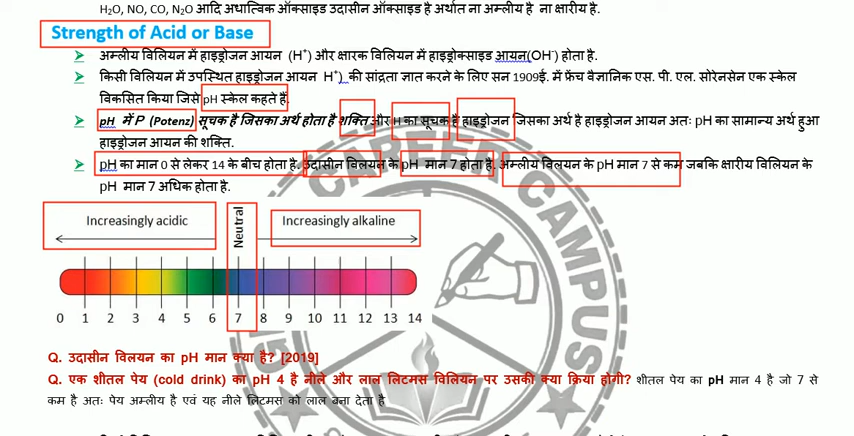 H₂O, NO, CO, N₂O आदि अधात्विक ऑक्साइड उदासीन ऑक्साइड है अर्थात ना अम्लीय है ना क्षारीय है.
Strength of Acid or Base
अम्लीय विलियन में हाइड्रोजन आयन (H⁺) और क्षारक विलियन में हाइड्रोक्साइड आयन(OH⁻) होता है.
किसी विलियन में उपस्थित हाइड्रोजन आयन H⁺) की सांद्रता ज्ञात करने के लिए सन 1909ई. में फ्रेंच वैज्ञानिक एस. पी. एल. सोरेनसेन एक स्केल
विकसित किया जिसे pH स्केल कहते हैं.
pH में P (Potenz) सूचक है जिसका अर्थ होता है शक्ति और H का सूचक है हाइड्रोजन जिसका अर्थ है हाइड्रोजन आयन अतः pH का सामान्य अर्थ हुआ
हाइड्रोजन आयन की शक्ति.
pH का मान 0 से लेकर 14 के बीच होता है. उदासीन विलयन के pH मान 7 होता है. अम्लीय विलियन के pH मान 7 से कम जबकि क्षारीय विलियन के
pH मान 7 अधिक होता है.
Increasingly acidic Neutral Increasingly alkaline
0 1 2 3 4 5 6 7 8 9 10 11 12 13 14
Q. उदासीन विलयन का pH मान क्या है? [2019]
Q. एक शीतल पेय (cold drink) का pH 4 है नीले और लाल लिटमस विलियन पर उसकी क्या क्रिया होगी? शीतल पेय का pH मान 4 है जो 7 से
कम है अतः पेय अम्लीय है एवं यह नीले लिटमस को लाल बना देता है
CAREER CAMPUS